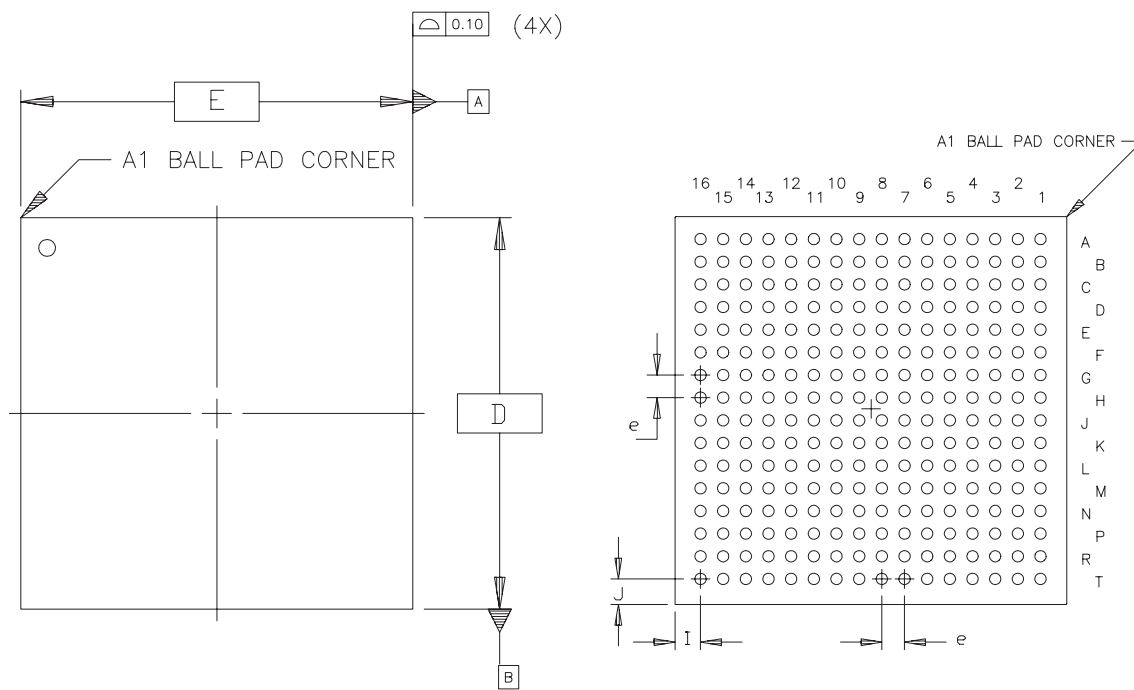 0.10 (4X)
E
A
A1 BALL PAD CORNER
D
B
A1 BALL PAD CORNER
16 14 12 10 8 6 4 2
15 13 11 9 7 5 3 1
A
B
C
D
E
F
G
H
J
K
L
M
N
P
R
T
e
J
I
e